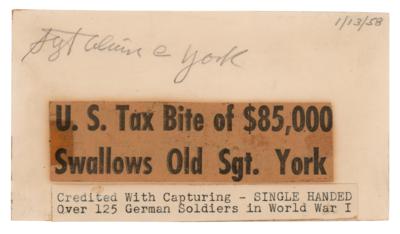 1/13/58
Sgt Alvin C York
U. S. Tax Bite of $85,000
Swallows Old Sgt. York
Credited With Capturing - SINGLE HANDED
Over 125 German Soldiers in World War I